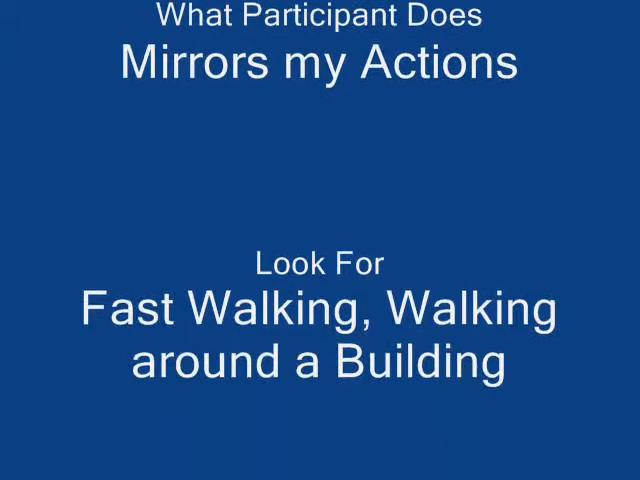 What Participant Does
Mirrors my Actions
Look For
Fast Walking, Walking
around a Building